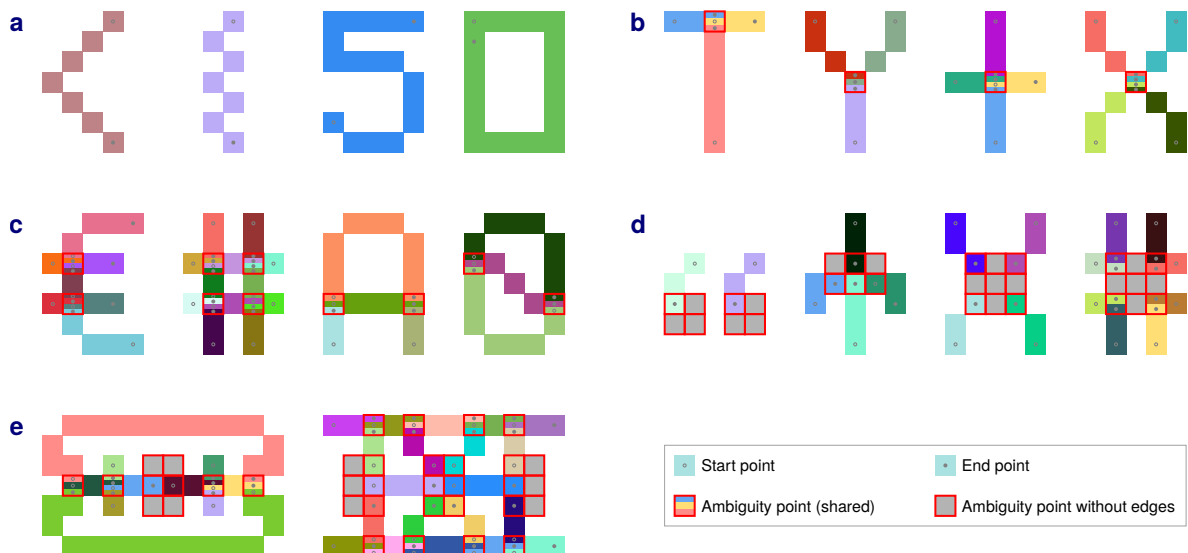 a
b
c
d
e
Start point
End point
Ambiguity point (shared)
Ambiguity point without edges